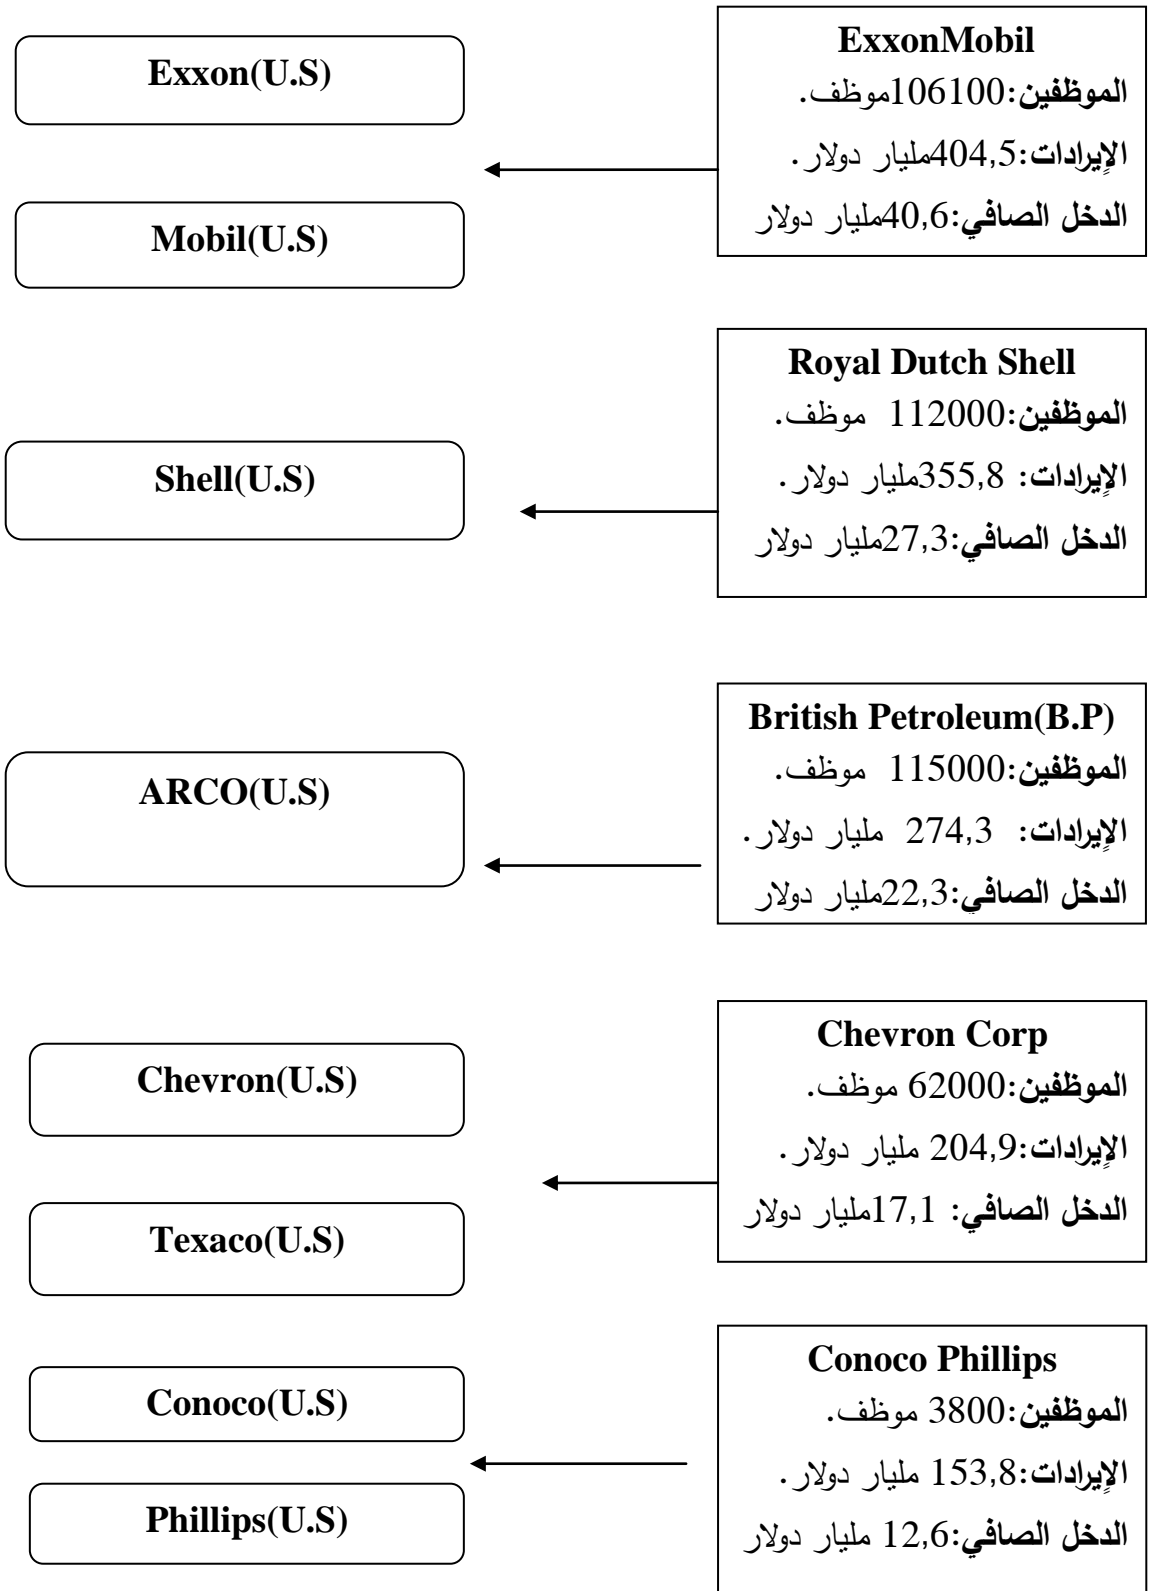 ExxonMobil
الموظفين:106100موظف.
الإيرادات:404,5مليار دولار.
الدخل الصافي:40,6مليار دولار
Exxon(U.S)
Mobil(U.S)
Royal Dutch Shell
الموظفين:112000 موظف.
الإيرادات: 355,8مليار دولار.
الدخل الصافي:27,3مليار دولار
Shell(U.S)
British Petroleum(B.P)
الموظفين:115000 موظف.
الإيرادات: 274,3 مليار دولار.
الدخل الصافي:22,3مليار دولار
ARCO(U.S)
Chevron Corp
الموظفين:62000 موظف.
الإيرادات:204,9 مليار دولار.
الدخل الصافي: 17,1مليار دولار
Chevron(U.S)
Texaco(U.S)
Conoco Phillips
الموظفين:3800 موظف.
الإيرادات:153,8 مليار دولار.
الدخل الصافي:12,6 مليار دولار
Conoco(U.S)
Phillips(U.S)